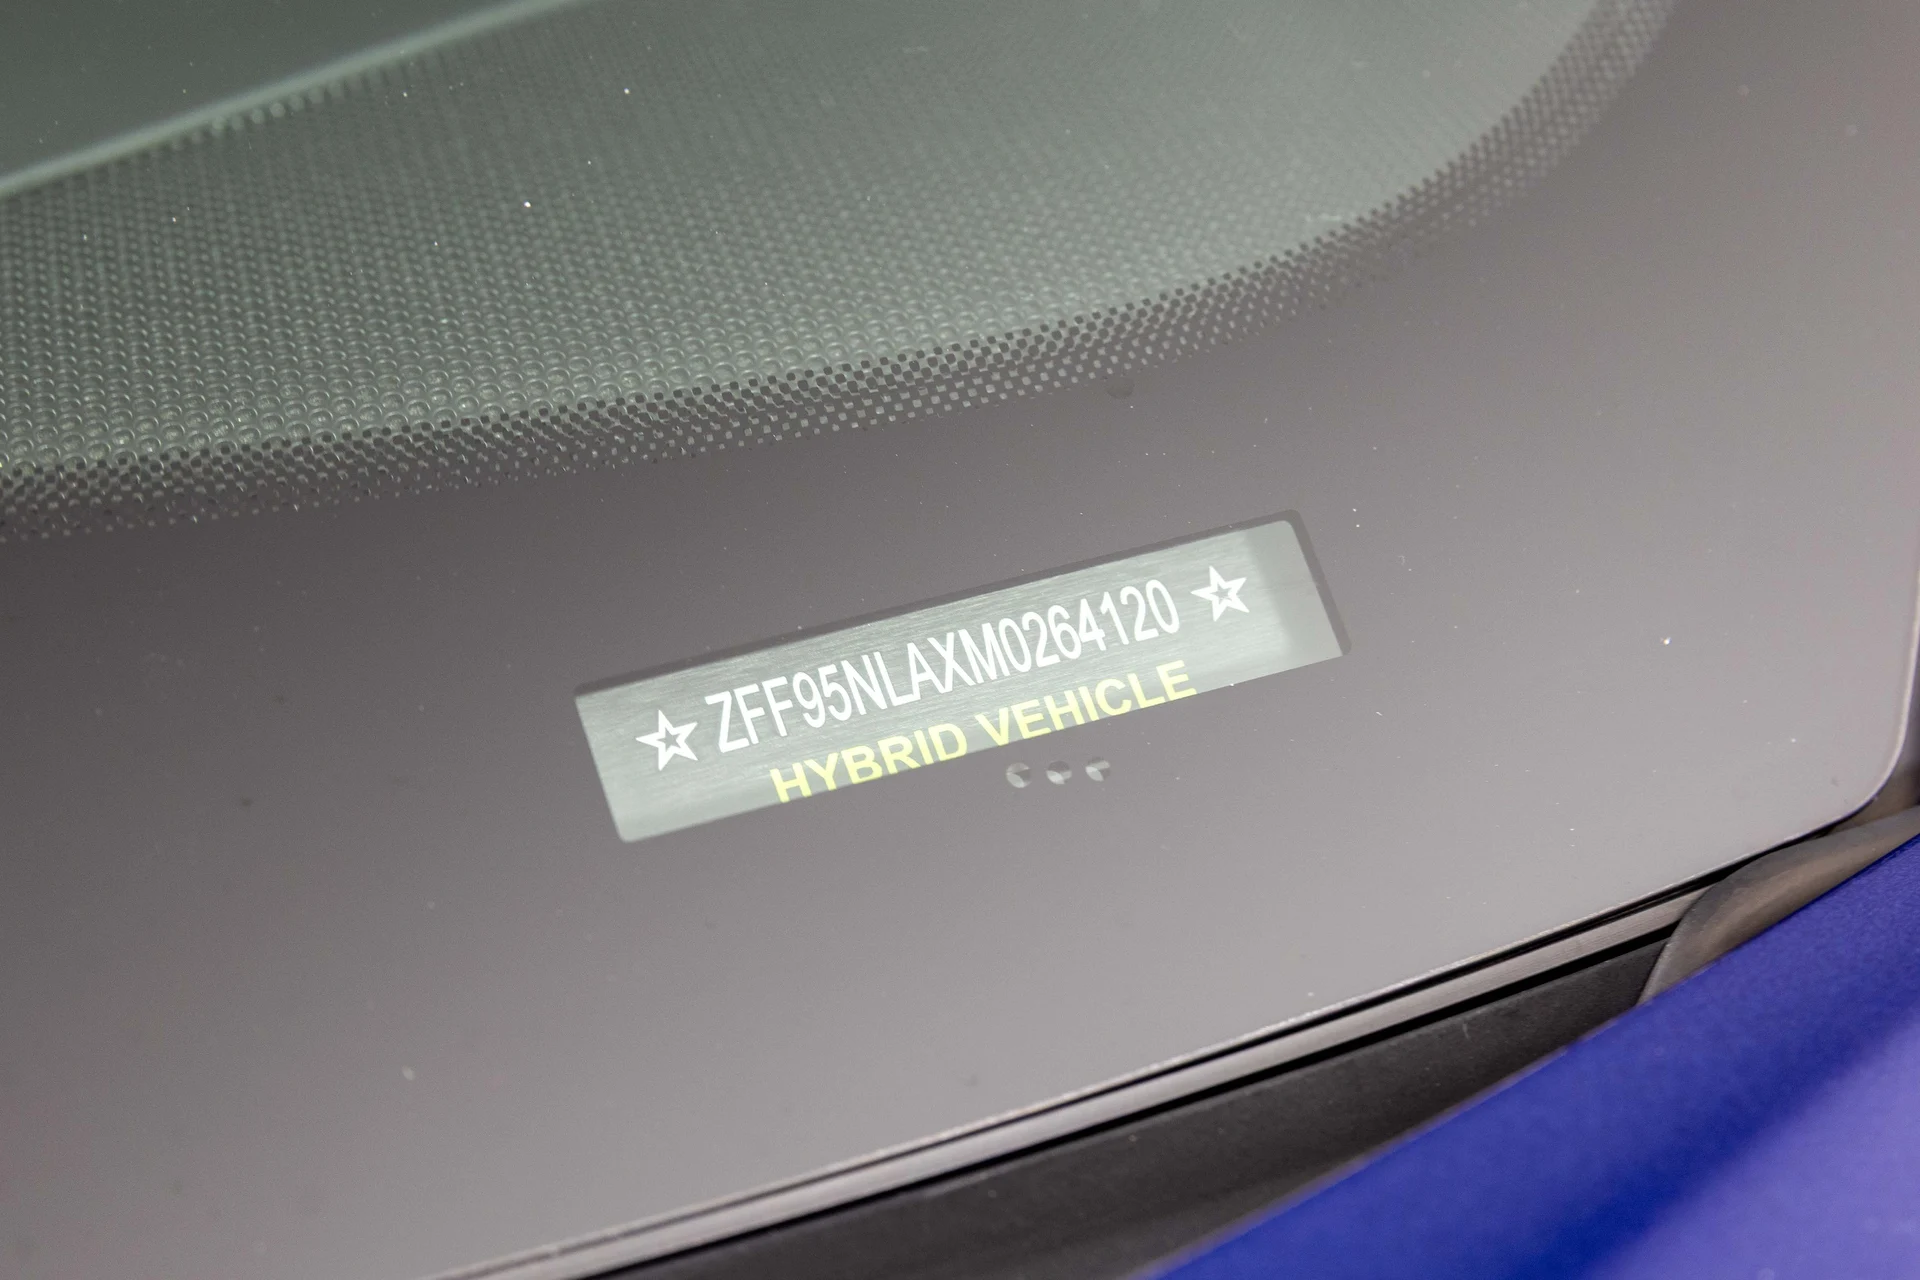 ☆ ZFF95NLAXM0264120 ☆
HYBRID VEHICLE